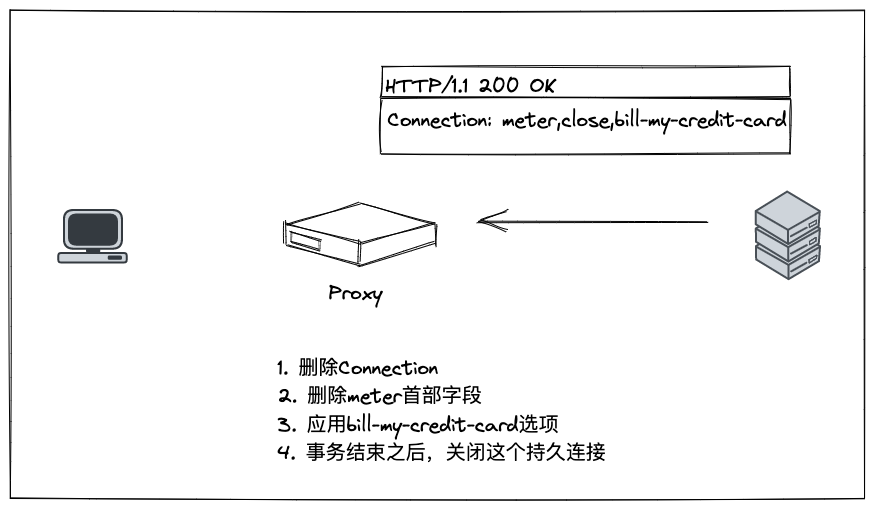 HTTP/1.1 200 OK
Connection: meter,close,bill-my-credit-card
Proxy
1. 删除Connection
2. 删除meter首部字段
3. 应用bill-my-credit-card选项
4. 事务结束之后，关闭这个持久连接